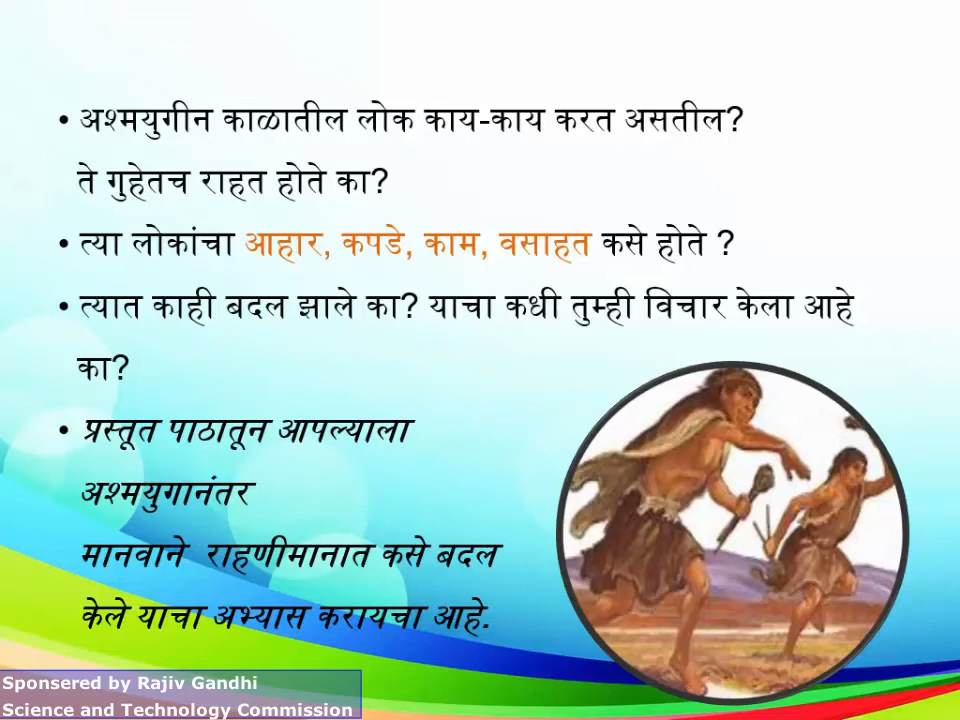 • अश्मयुगीन काळातील लोक काय-काय करत असतील?
ते गुहेतच राहत होते का?
• त्या लोकांचा आहार, कपडे, काम, वसाहत कसे होते ?
• त्यात काही बदल झाले का? याचा कधी तुम्ही विचार केला आहे
का?
• प्रस्तूत पाठातून आपल्याला
अश्मयुगानंतर
मानवाने राहणीमानात कसे बदल
केले याचा अभ्यास करायचा आहे.
Sponsered by Rajiv Gandhi
Science and Technology Commission